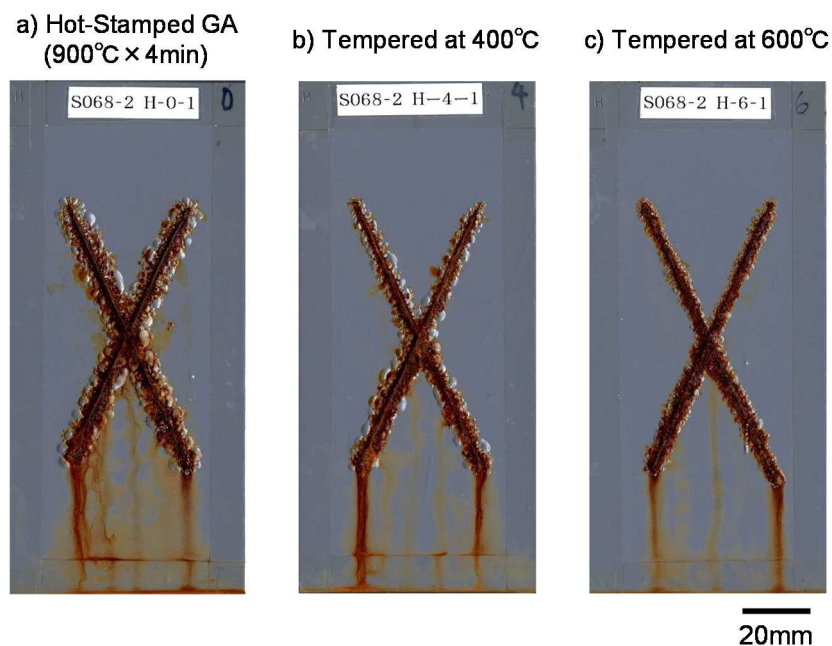 a) Hot-Stamped GA
(900℃×4min)
b) Tempered at 400℃
c) Tempered at 600℃
S068-2 H-0-1
0
S068-2 H-4-1
4
S068-2 H-6-1
6
H
H
H
20mm